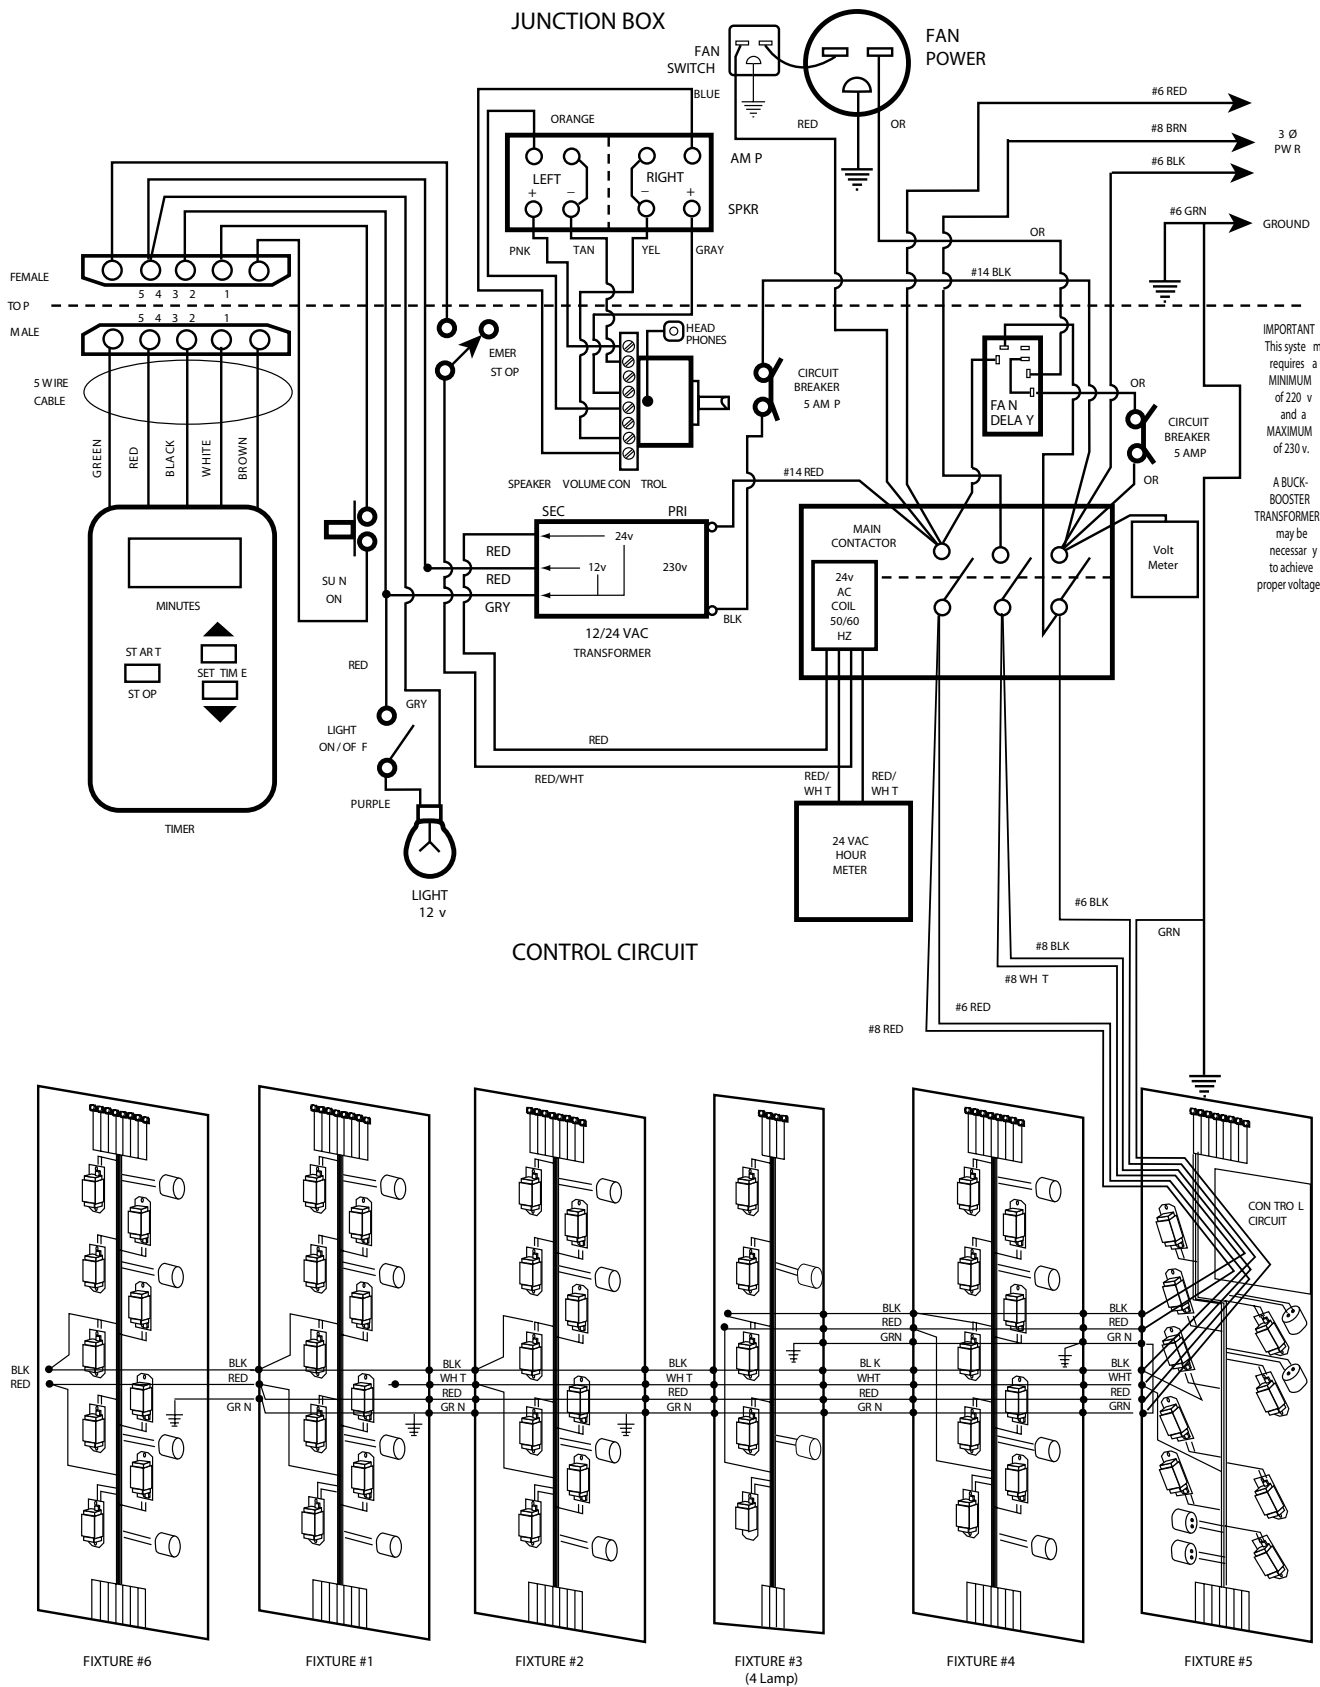 JUNCTION BOX
FAN
SWITCH
FAN
POWER
BLUE
ORANGE
RED
OR
#6 RED
#8 BRN
3 Ø
PW R
#6 BLK
AM P
LEFT
RIGHT
+
–
–
+
SPKR
#6 GRN
GROUND
PNK
TAN
YEL
GRAY
OR
#14 BLK
FEMALE
5 4 3 2 1
TO P
5 4 3 2 1
M ALE
HEAD
PHONES
EMER
ST OP
5 WIRE
CABLE
CIRCUIT
BREAKER
5 AM P
FA N
DELA Y
OR
CIRCUIT
BREAKER
5 AMP
OR
IMPORTANT
This syste m
requires a
MINIMUM
of 220 v
and a
MAXIMUM
of 230 v.
A BUCK-
BOOSTER
TRANSFORMER
may be
necessar y
to achieve
proper voltage
GREEN
RED
BLACK
WHITE
BROWN
SPEAKER VOLUME CON TROL
#14 RED
SEC
PRI
24v
12v
230v
RED
RED
GRY
BLK
12/24 VAC
TRANSFORMER
MAIN
CONTACTOR
24v
AC
COIL
50/60
HZ
Volt
Meter
SU N
ON
MINUTES
ST AR T
ST OP
SET TIM E
TIMER
RED
GRY
LIGHT
ON / OF F
PURPLE
LIGHT
12 v
RED
RED/WHT
RED/
WH T
RED/
WH T
24 VAC
HOUR
METER
#6 BLK
GRN
#8 BLK
#8 WH T
#6 RED
#8 RED
CONTROL CIRCUIT
CON TRO L
CIRCUIT
BLK
BLK
RED
RED
GRN
GR N
BLK
BLK
BLK
BLK
BL K
BLK
RED
RED
WH T
WH T
WHT
WHT
RED
RED
RED
RED
GR N
GR N
GR N
GR N
GRN
FIXTURE #6
FIXTURE #1
FIXTURE #2
FIXTURE #3
(4 Lamp)
FIXTURE #4
FIXTURE #5